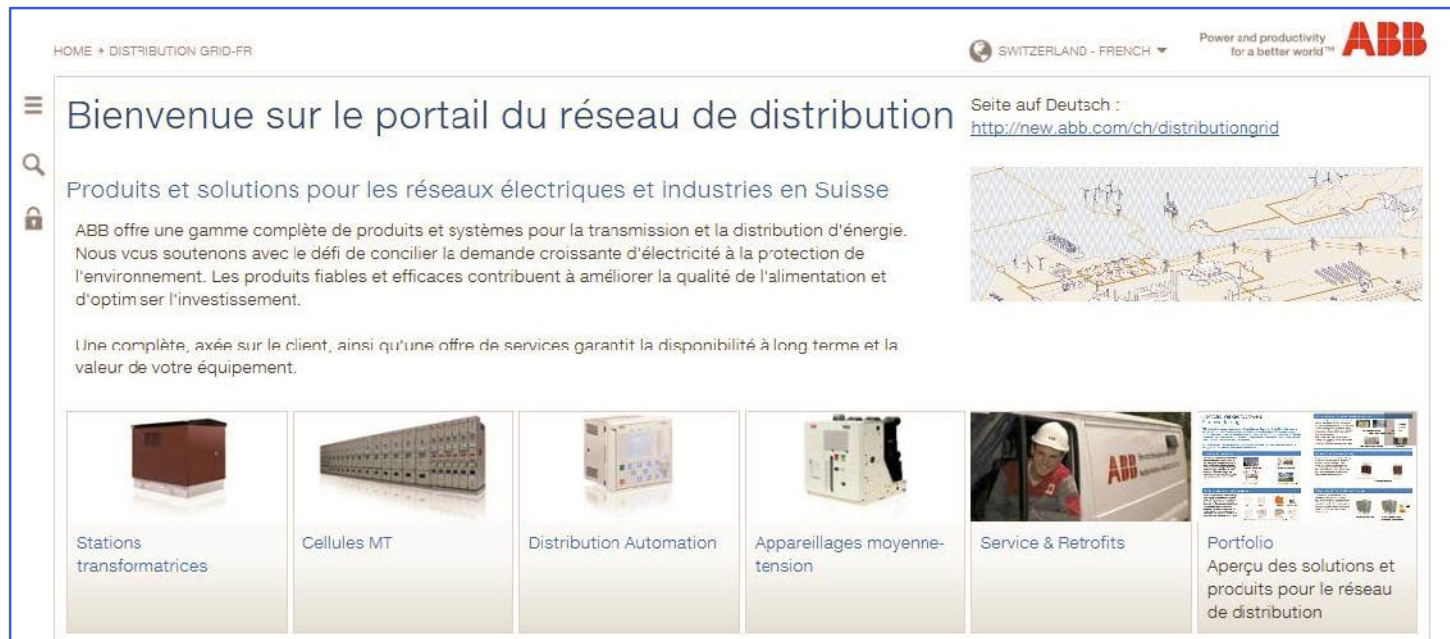 HOME → DISTRIBUTION GRID-FR
SWITZERLAND - FRENCH
Power and productivity
for a better world™
ABB
Bienvenue sur le portail du réseau de distribution
Seite auf Deutsch :
http://new.abb.com/ch/distributiongrid
Produits et solutions pour les réseaux électriques et industries en Suisse
ABB offre une gamme complète de produits et systèmes pour la transmission et la distribution d'énergie.
Nous vous soutenons avec le défi de concilier la demande croissante d'électricité à la protection de
l'environnement. Les produits fiables et efficaces contribuent à améliorer la qualité de l'alimentation et
d'optimiser l'investissement.
Une complète, axée sur le client, ainsi qu'une offre de services garantit la disponibilité à long terme et la
valeur de votre équipement.
ABB
Stations
transformatrices
Cellules MT
Distribution Automation
Appareillages moyenne-
tension
Service & Retrofits
Portfolio
Aperçu des solutions et
produits pour le réseau
de distribution